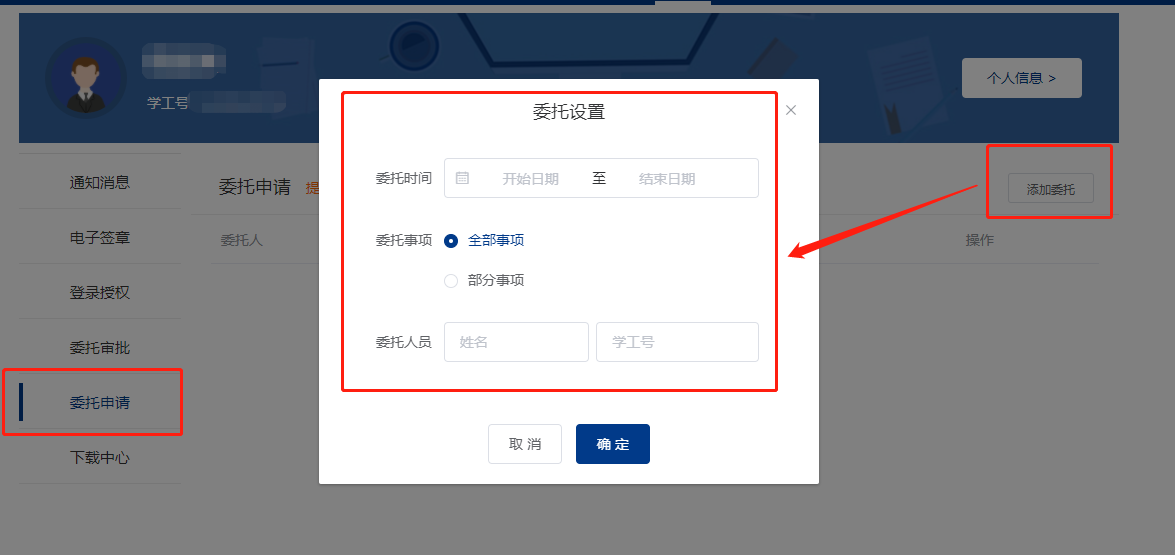 学工号
个人信息 >
通知消息
电子签章
登录授权
委托审批
委托申请
下载中心
委托申请 提
添加委托
委托人
操作
委托设置
委托时间 开始日期 至 结束日期
委托事项 全部事项
部分事项
委托人员 姓名 学工号
取 消 确 定